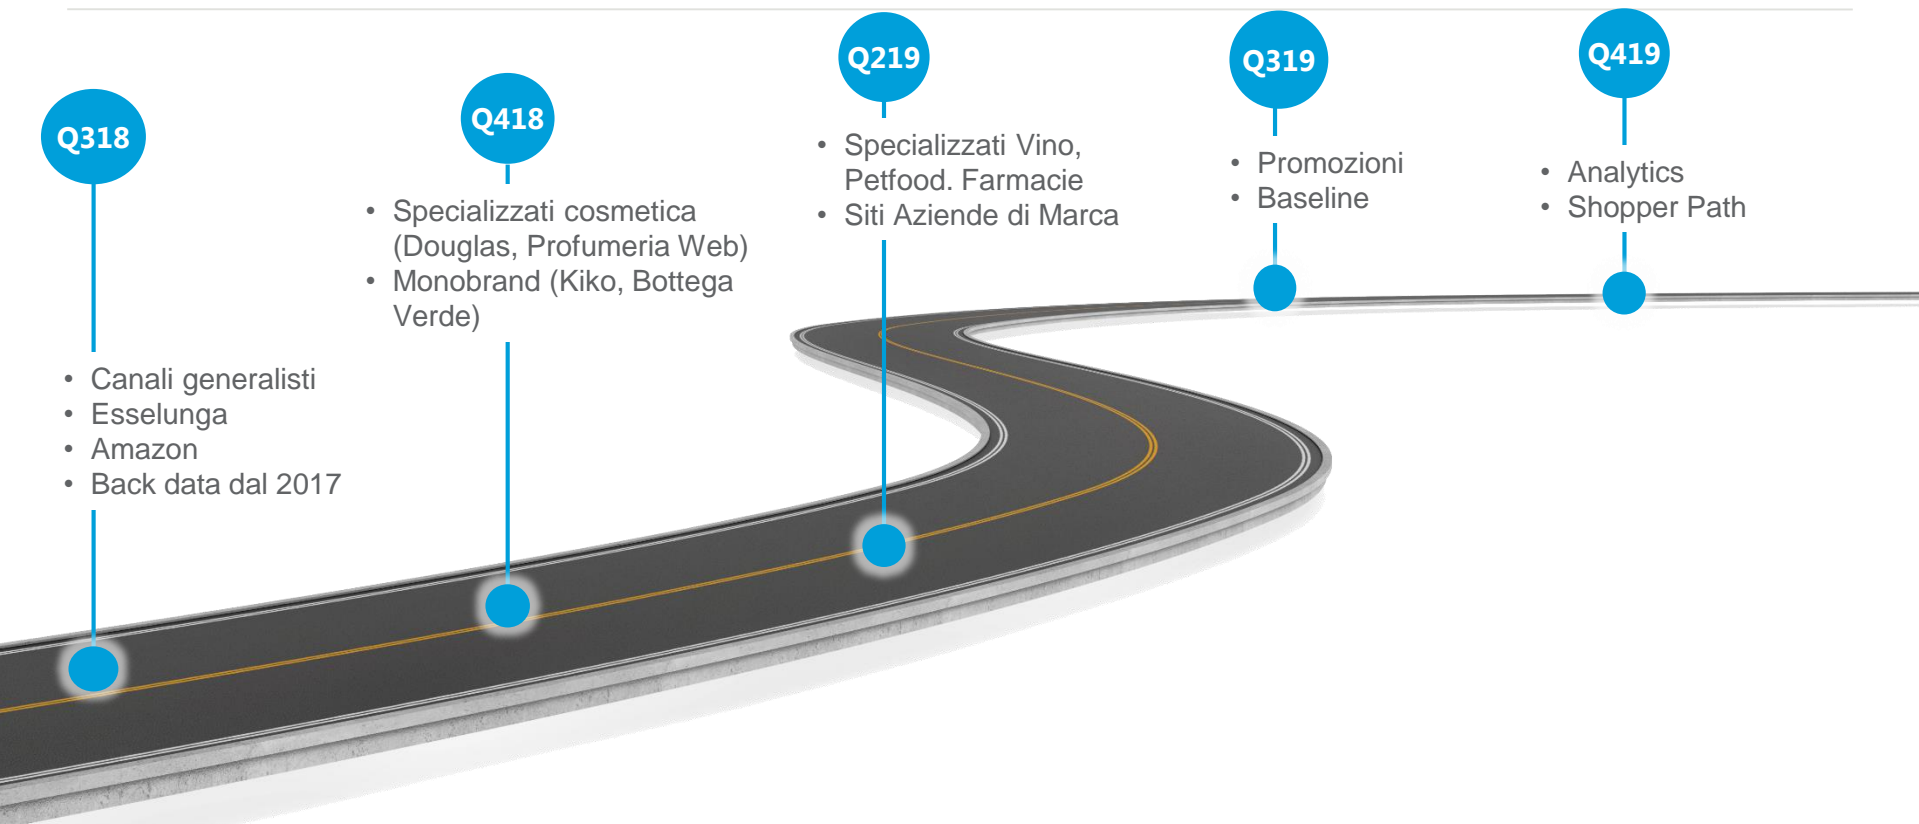 Q318
• Canali generalisti
• Esselunga
• Amazon
• Back data dal 2017
Q418
• Specializzati cosmetica
(Douglas, Profumeria Web)
• Monobrand (Kiko, Bottega
Verde)
Q219
• Specializzati Vino,
Petfood. Farmacie
• Siti Aziende di Marca
Q319
• Promozioni
• Baseline
Q419
• Analytics
• Shopper Path